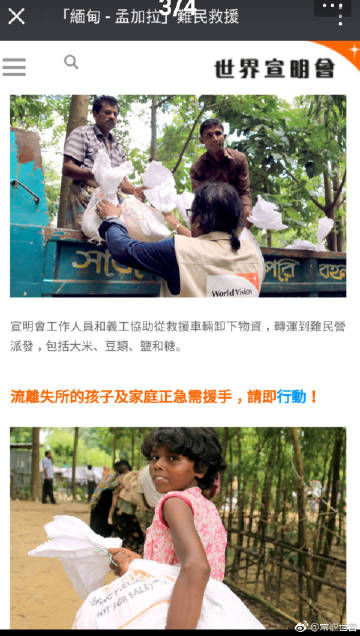 「緬甸 - 孟加拉」難民救援
3/4
世界宣明會
World Vision
宣明會工作人員和義工協助從救援車輛卸下物資，轉運到難民營
派發，包括大米、豆類、鹽和糖。
流離失所的孩子及家庭正急需援手，請即行動！
NOT FOR SALE